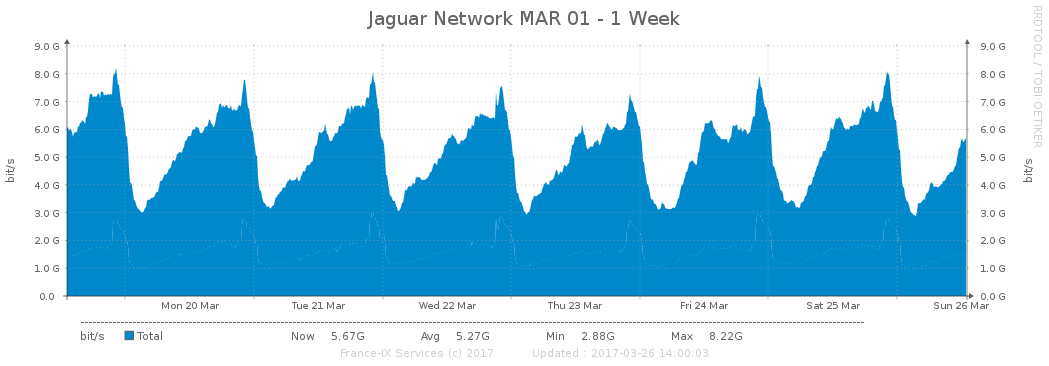 Jaguar Network MAR 01 - 1 Week
RRDTOOL / TOBI OETIKER
bit/s
9.0 G 9.0 G
8.0 G 8.0 G
7.0 G 7.0 G
6.0 G 6.0 G
5.0 G 5.0 G
4.0 G 4.0 G
3.0 G 3.0 G
2.0 G 2.0 G
1.0 G 1.0 G
0.0 0.0 G
bit/s
Mon 20 Mar Tue 21 Mar Wed 22 Mar Thu 23 Mar Fri 24 Mar Sat 25 Mar Sun 26 Mar
bit/s Total Now 5.67G Avg 5.27G Min 2.88G Max 8.22G
France-IX Services (c) 2017 Updated : 2017-03-26 14:00:03